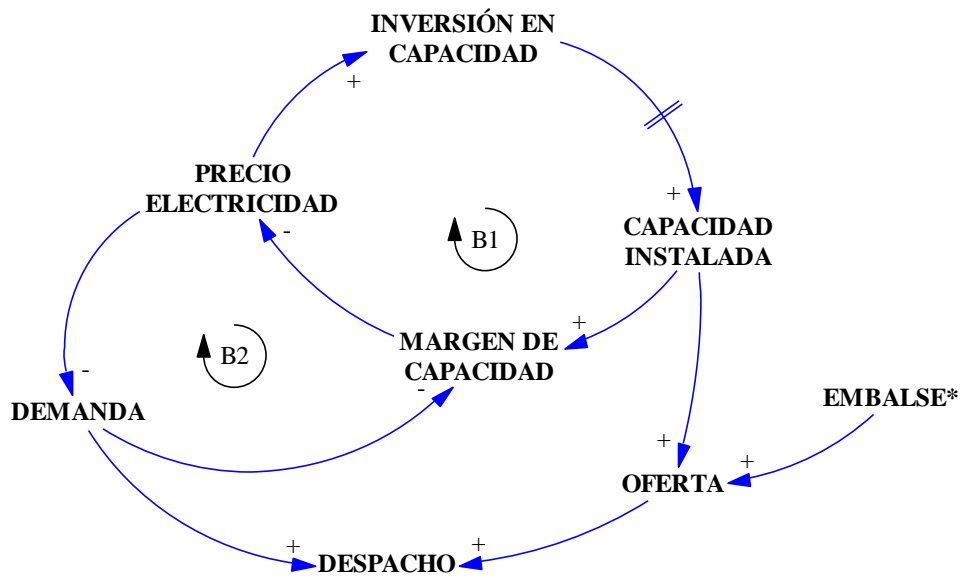 INVERSIÓN EN
CAPACIDAD
+
PRECIO
ELECTRICIDAD
+
CAPACIDAD
INSTALADA
-
B1
+
MARGEN DE
CAPACIDAD
-
B2
-
DEMANDA
EMBALSE*
+
+
OFERTA
+
DESPACHO
+